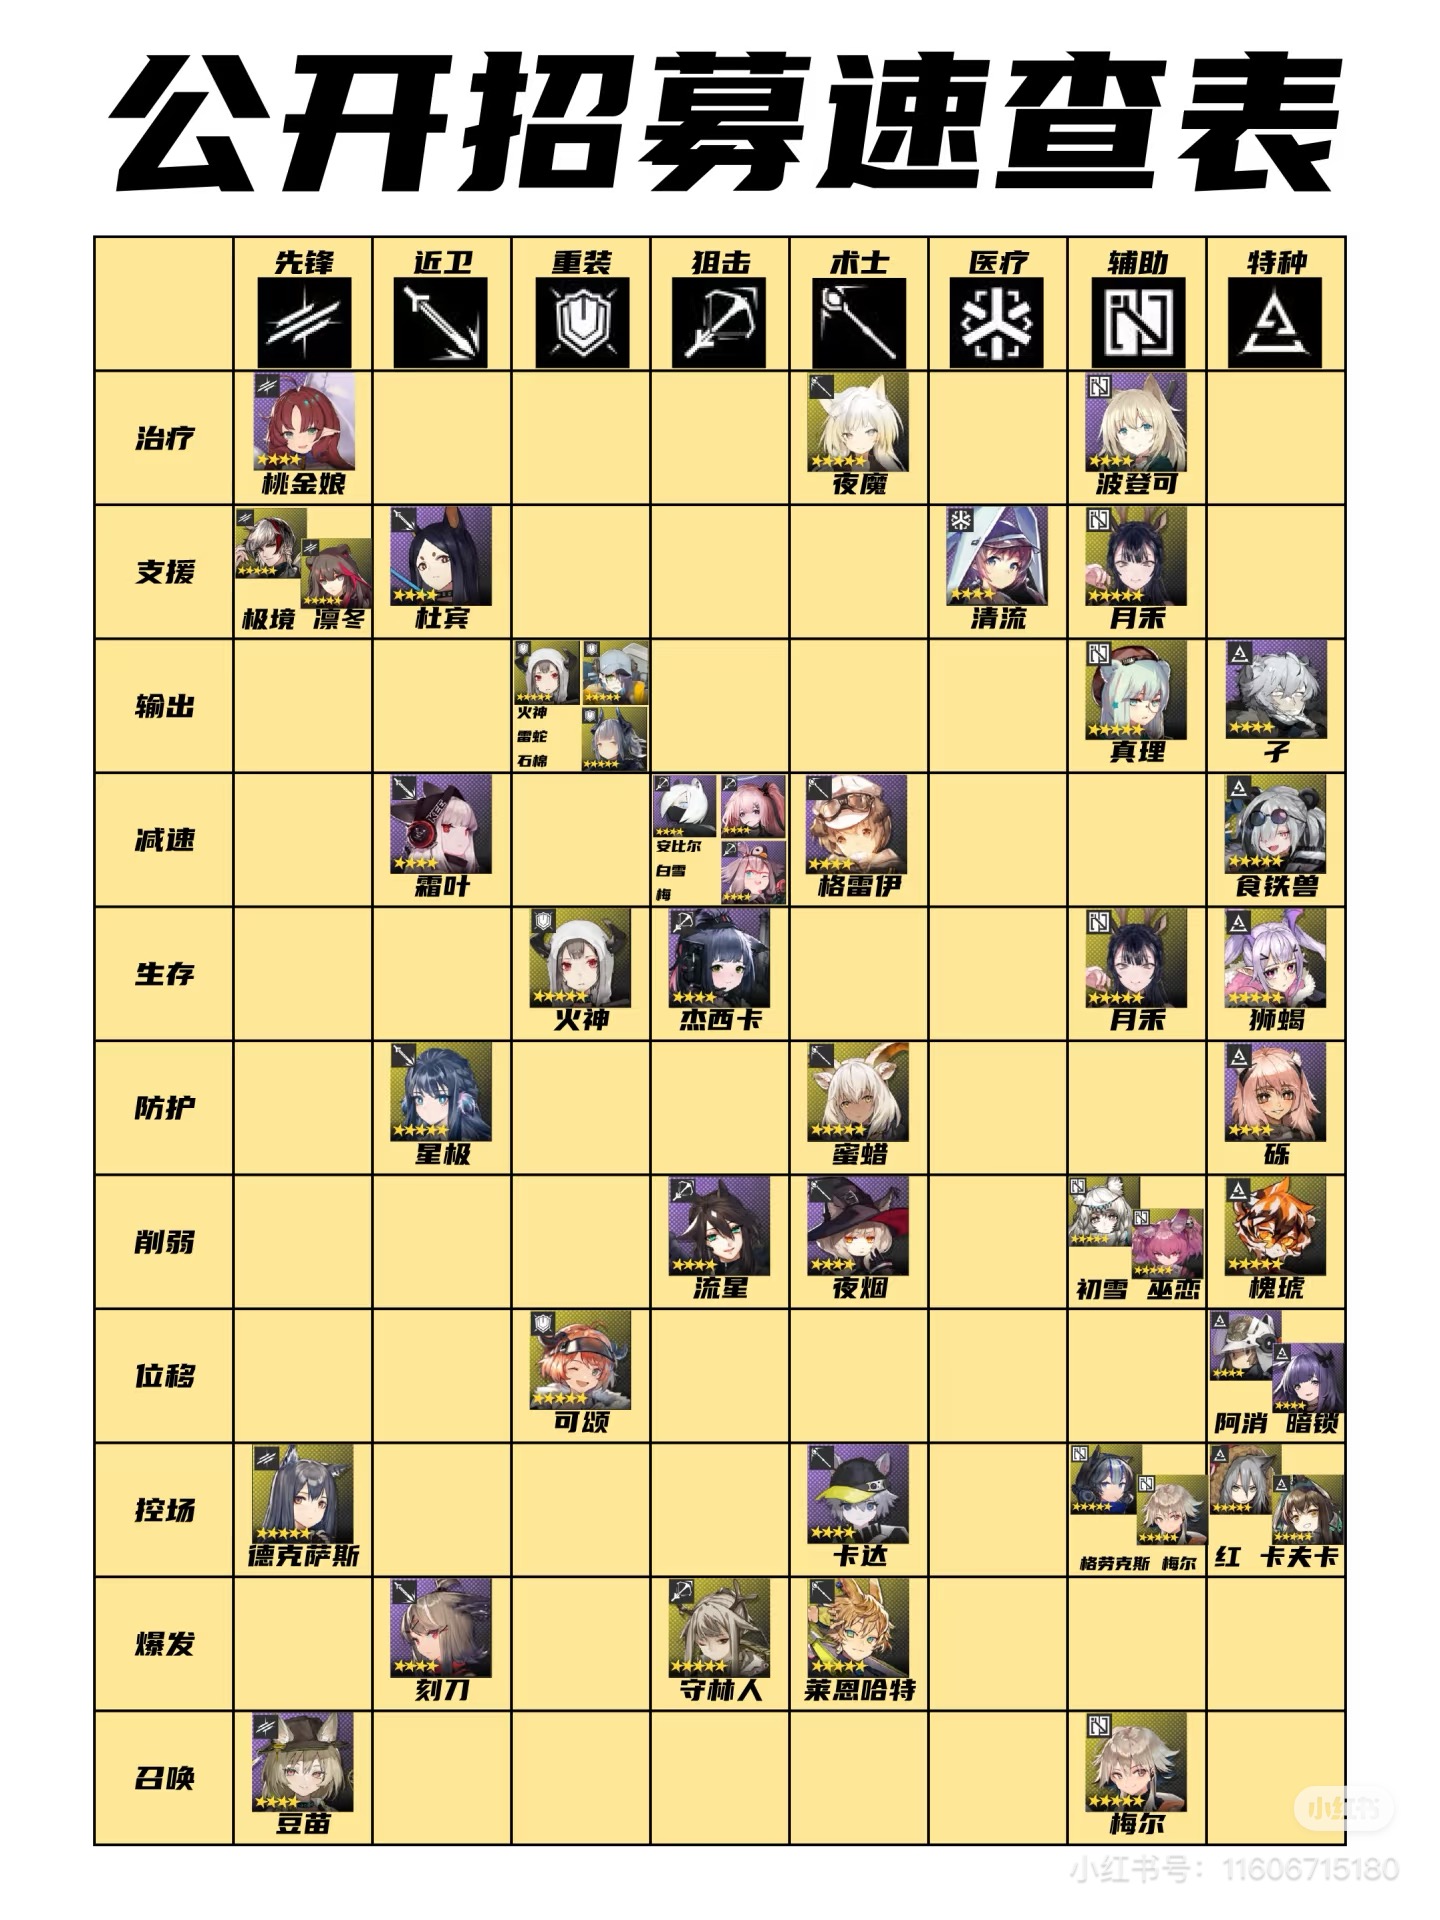 公开招募速查表
先锋 近卫 重装 狙击 术士 医疗 辅助 特种
治疗
桃金娘 夜魔 波登可
支援
极境 凛冬 杜宾 清流 月禾
输出
火神
雷蛇
石棉
真理 孑
减速
霜叶
安比尔
白雪
梅
格雷伊 食铁兽
生存
火神 杰西卡 月禾 狮蝎
防护
星极 蜜蜡 砾
削弱
流星 夜烟 初雪 巫恋 槐琥
位移
可颂 阿消 暗锁
控场
德克萨斯 卡达 格劳克斯 梅尔 红 卡夫卡
爆发
刻刀 守林人 莱恩哈特
召唤
豆苗 梅尔
小红书
小红书号：11606715180